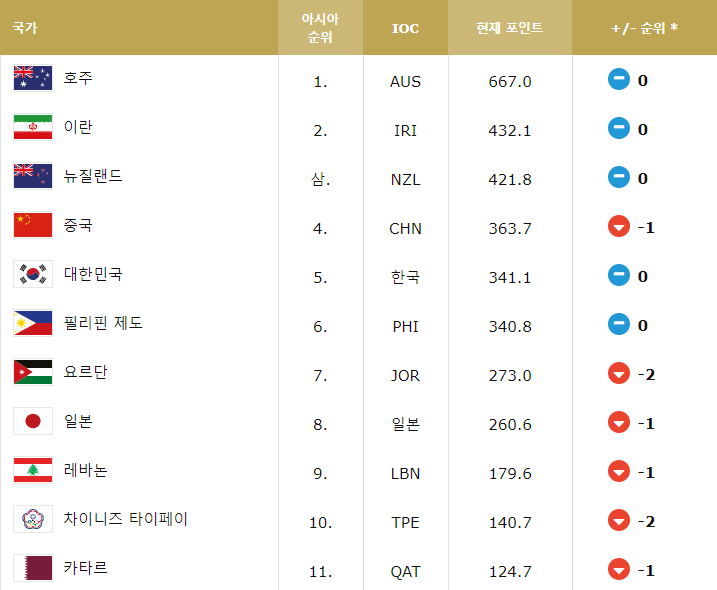 국가 아시아 순위 IOC 현재 포인트 +/- 순위 *
호주 1. AUS 667.0 0
이란 2. IRI 432.1 0
뉴질랜드 삼. NZL 421.8 0
중국 4. CHN 363.7 -1
대한민국 5. 한국 341.1 0
필리핀 제도 6. PHI 340.8 0
요르단 7. JOR 273.0 -2
일본 8. 일본 260.6 -1
레바논 9. LBN 179.6 -1
차이니즈 타이페이 10. TPE 140.7 -2
카타르 11. QAT 124.7 -1